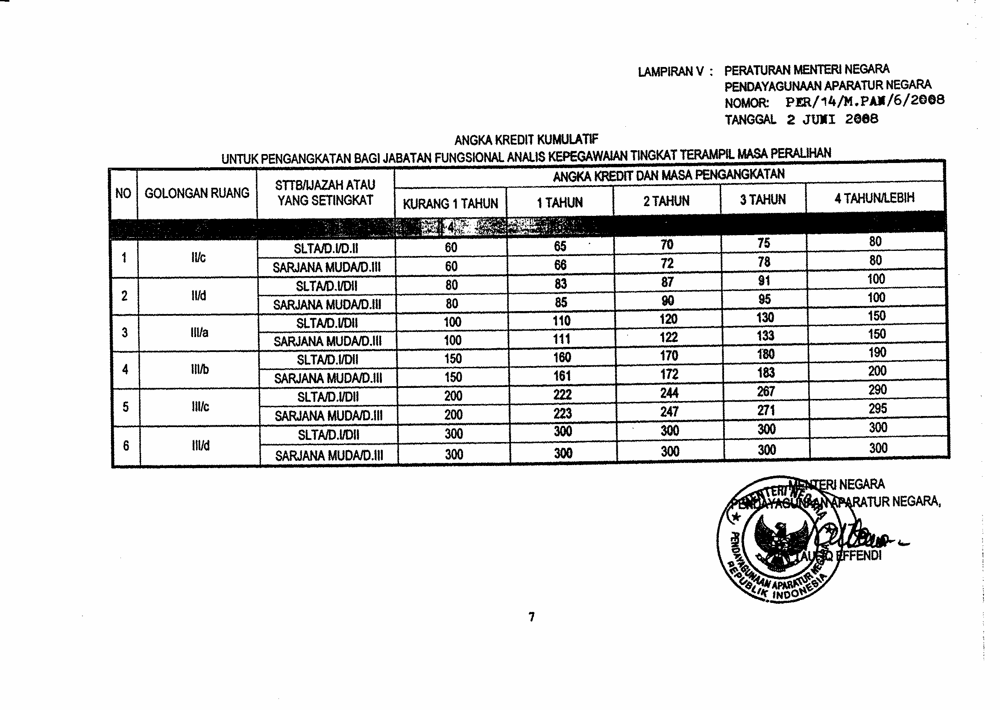 LAMPIRAN V : PERATURAN MENTERI NEGARA
PENDAYAGUNAAN APARATUR NEGARA
NOMOR: PER/14/M.PAN/6/2008
TANGGAL 2 JUNI 2008
ANGKA KREDIT KUMULATIF
UNTUK PENGANGKATAN BAGI JABATAN FUNGSIONAL ANALIS KEPEGAWAIAN TINGKAT TERAMPIL MASA PERALIHAN
NO GOLONGAN RUANG STTB/IJAZAH ATAU YANG SETINGKAT ANGKA KREDIT DAN MASA PENGANGKATAN
KURANG 1 TAHUN 1 TAHUN 2 TAHUN 3 TAHUN 4 TAHUN/LEBIH
4
1 II/c SLTA/D.I/D.II 60 65 70 75 80
SARJANA MUDA/D.III 60 66 72 78 80
2 II/d SLTA/D.I/DII 80 83 87 91 100
SARJANA MUDA/D.III 80 85 90 95 100
3 III/a SLTA/D.I/DII 100 110 120 130 150
SARJANA MUDA/D.III 100 111 122 133 150
4 III/b SLTA/D.I/DII 150 160 170 180 190
SARJANA MUDA/D.III 150 161 172 183 200
5 III/c SLTA/D.I/DII 200 222 244 267 290
SARJANA MUDA/D.III 200 223 247 271 295
6 III/d SLTA/D.I/DII 300 300 300 300 300
SARJANA MUDA/D.III 300 300 300 300 300
MENTERI NEGARA
PENDAYAGUNAAN APARATUR NEGARA,
MENTERI NEGARA
PENDAYAGUNAAN APARATUR NEGARA
REPUBLIK INDONESIA
TAUFIQ EFFENDI
7